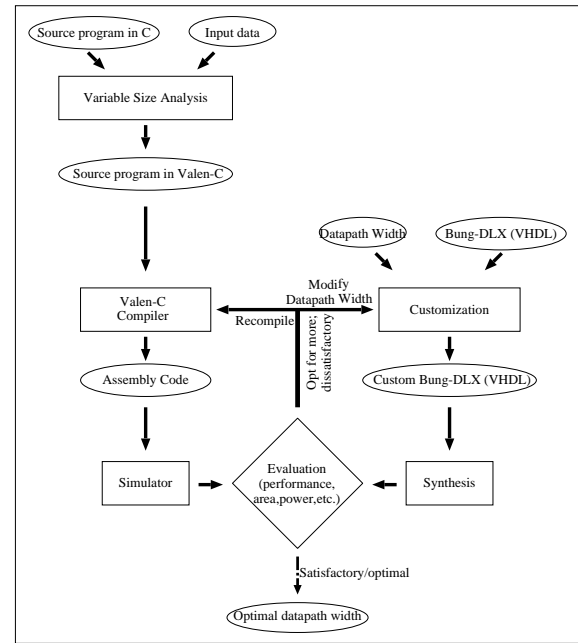 Source program in C
Input data
Variable Size Analysis
Source program in Valen-C
Datapath Width
Bung-DLX (VHDL)
Modify
Datapath Width
Valen-C
Compiler
Recompile
Customization
Opt for more;
dissatisfactory
Assembly Code
Custom Bung-DLX (VHDL)
Simulator
Evaluation
(performance,
area,power,etc.)
Synthesis
Satisfactory/optimal
Optimal datapath width